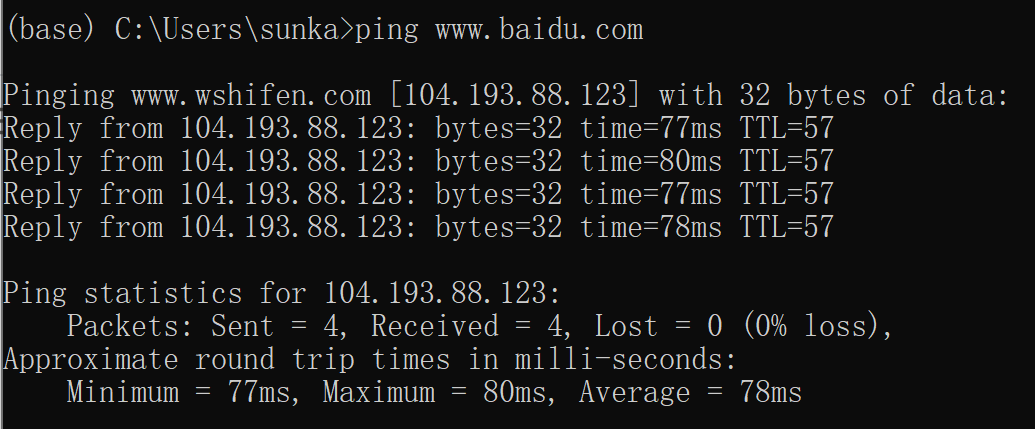 (base) C:\Users\sunka>ping www.baidu.com
Pinging www.wshifen.com [104.193.88.123] with 32 bytes of data:
Reply from 104.193.88.123: bytes=32 time=77ms TTL=57
Reply from 104.193.88.123: bytes=32 time=80ms TTL=57
Reply from 104.193.88.123: bytes=32 time=77ms TTL=57
Reply from 104.193.88.123: bytes=32 time=78ms TTL=57
Ping statistics for 104.193.88.123:
Packets: Sent = 4, Received = 4, Lost = 0 (0% loss),
Approximate round trip times in milli-seconds:
Minimum = 77ms, Maximum = 80ms, Average = 78ms